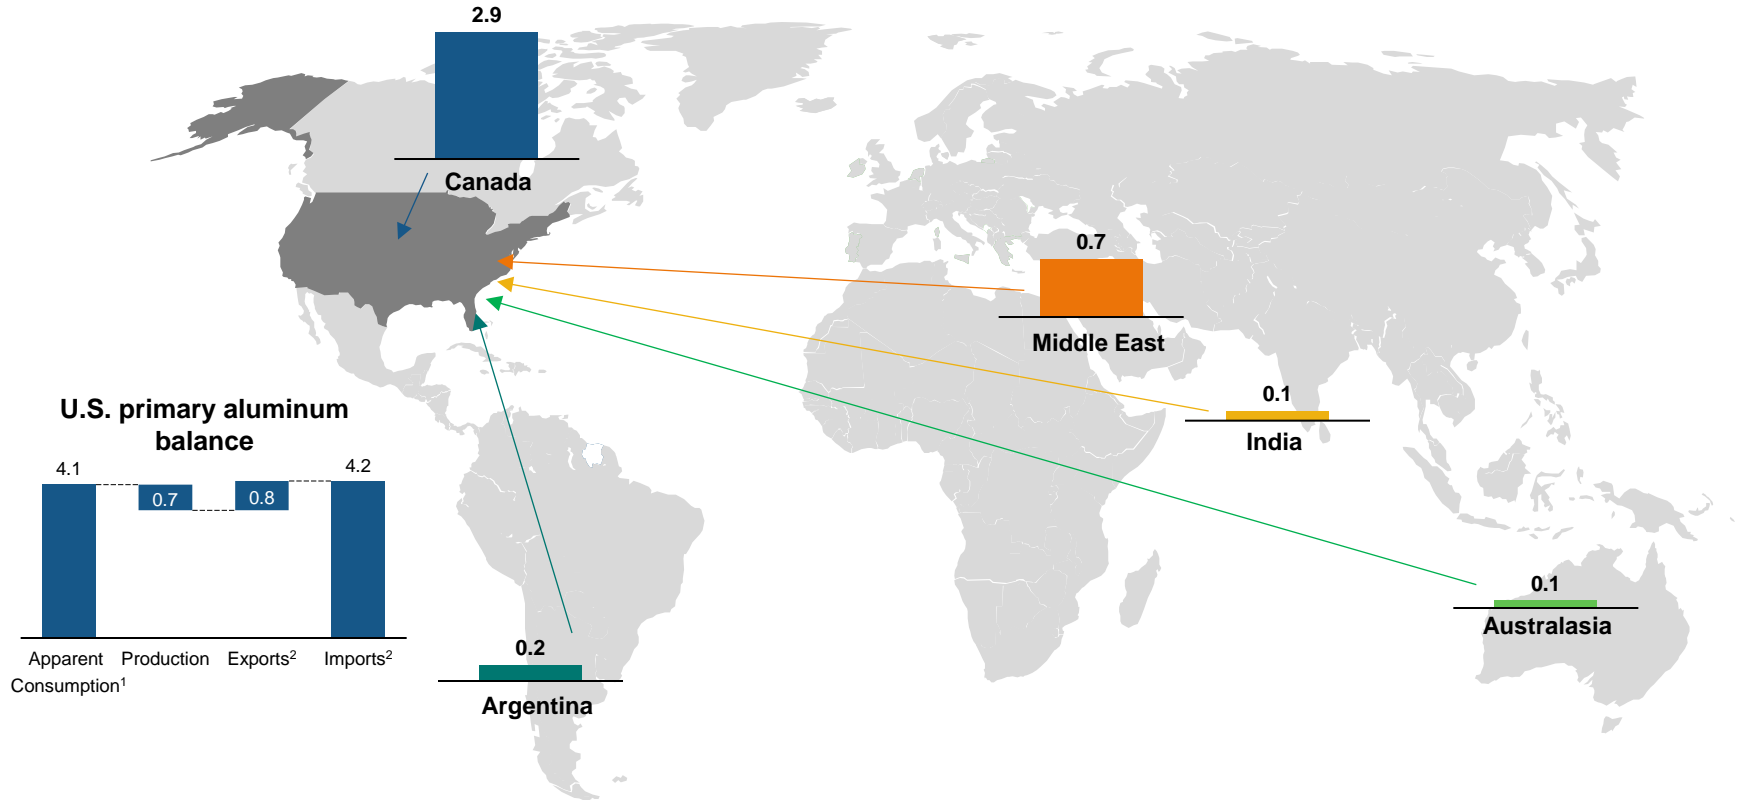 2.9
Canada
0.7
Middle East
0.1
India
0.1
Australasia
0.2
Argentina
U.S. primary aluminum
balance
4.1
0.7
0.8
4.2
Apparent
Consumption¹
Production
Exports²
Imports²